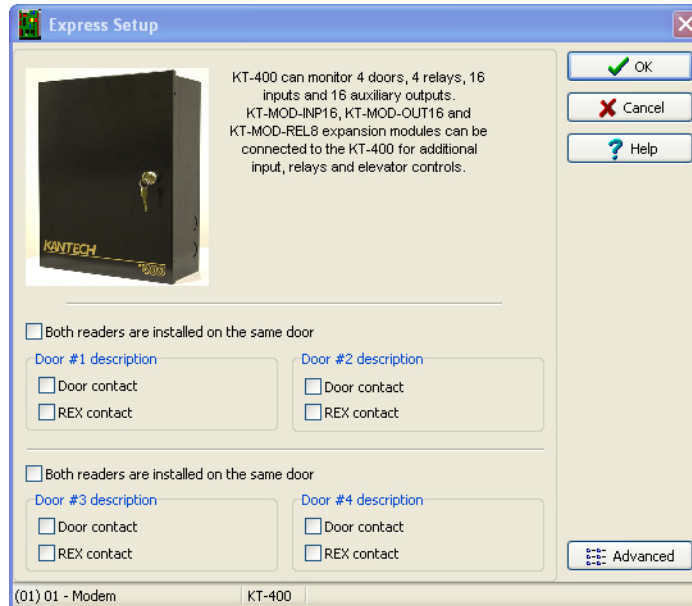 Express Setup
KT-400 can monitor 4 doors, 4 relays, 16
inputs and 16 auxiliary outputs.
KT-MOD-INP16, KT-MOD-OUT16 and
KT-MOD-REL8 expansion modules can be
connected to the KT-400 for additional
input, relays and elevator controls.
OK
Cancel
Help
KANTECH
Both readers are installed on the same door
Door #1 description
Door contact
REX contact
Door #2 description
Door contact
REX contact
Both readers are installed on the same door
Door #3 description
Door contact
REX contact
Door #4 description
Door contact
REX contact
Advanced
(01) 01 - Modem
KT-400